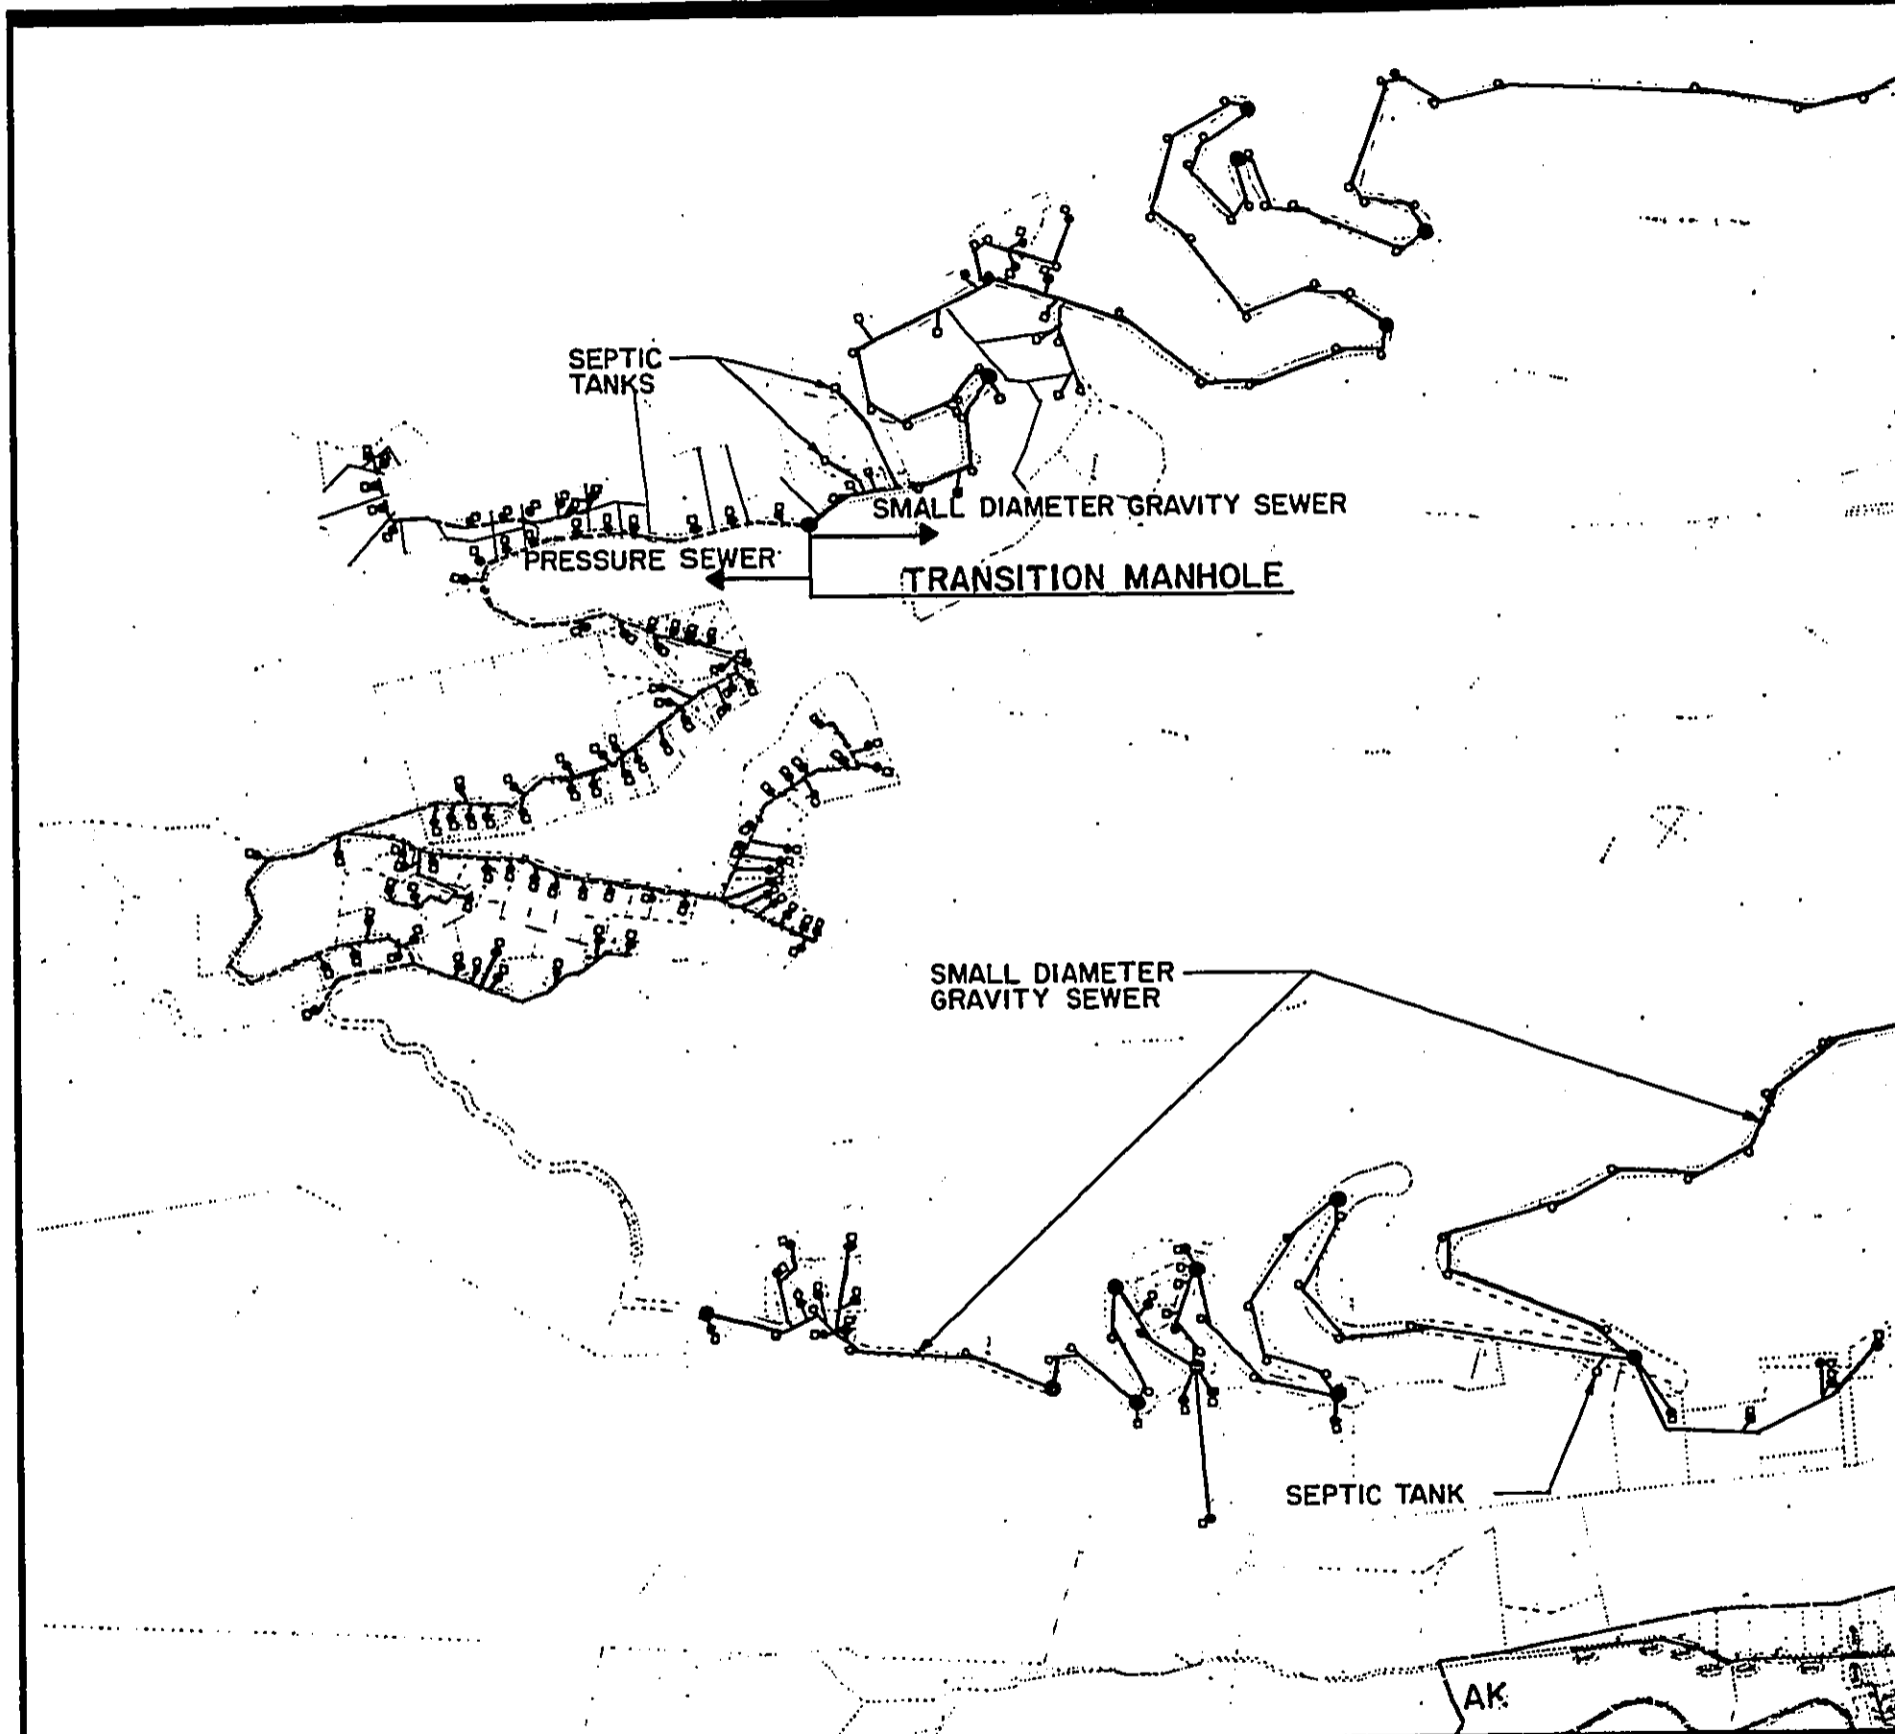 SEPTIC
TANKS
SMALL DIAMETER GRAVITY SEWER
PRESSURE SEWER
TRANSITION MANHOLE
SMALL DIAMETER
GRAVITY SEWER
SEPTIC TANK
AK